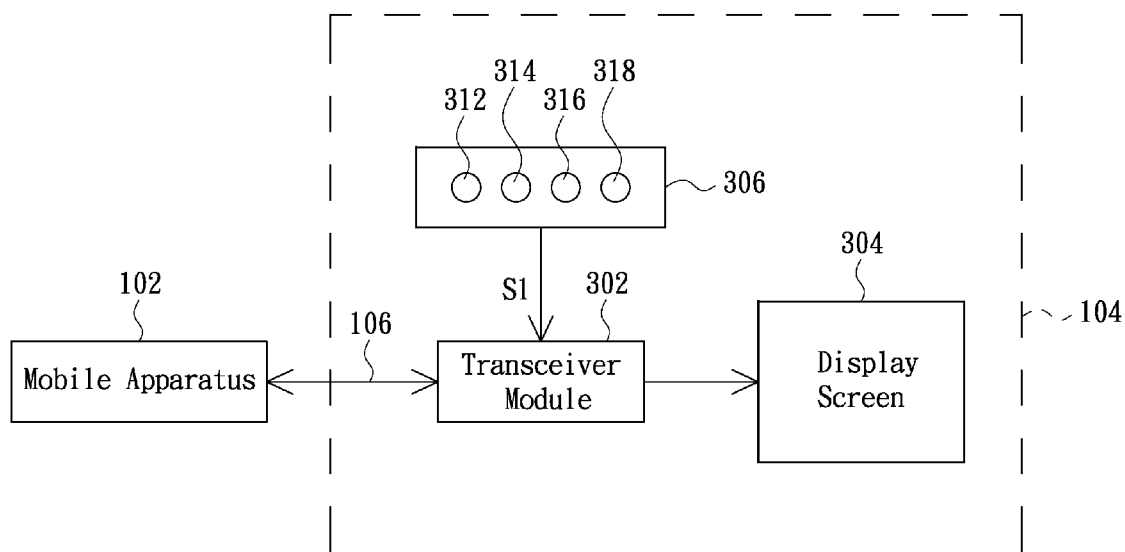 314
318
312
316
306
304
102
S1
302
104
106
Mobile Apparatus
Transceiver
Module
Display
Screen